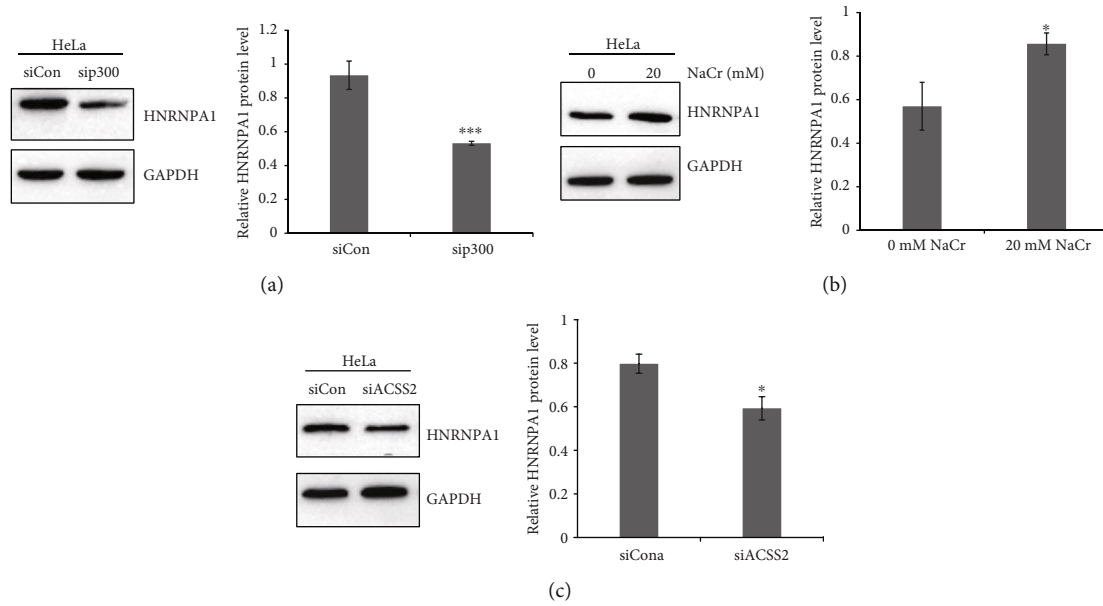 HeLa
siCon sip300
HNRNPA1
GAPDH
Relative HNRNPA1 protein level
1.2
1
0.8
0.6
0.4
0.2
0
***
siCon sip300
(a)
HeLa
0 20 NaCr (mM)
HNRNPA1
GAPDH
Relative HNRNPA1 protein level
1
0.8
0.6
0.4
0.2
0
*
0 mM NaCr 20 mM NaCr
(b)
HeLa
siCon siACSS2
HNRNPA1
GAPDH
Relative HNRNPA1 protein level
1
0.8
0.6
0.4
0.2
0
*
siCona siACSS2
(c)